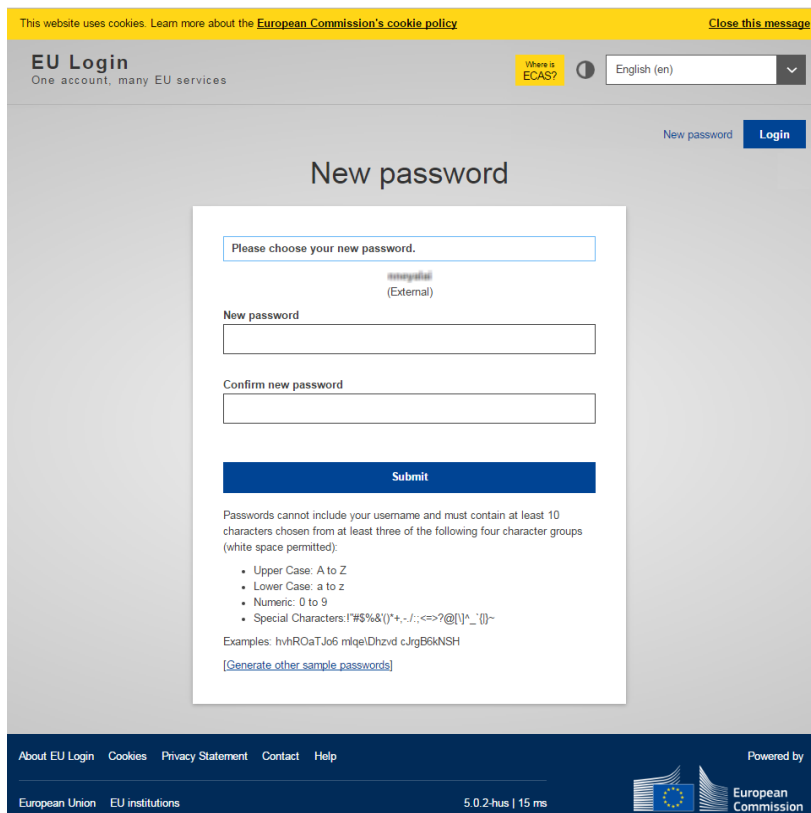 This website uses cookies. Learn more about the European Commission's cookie policy Close this message
EU Login
One account, many EU services
Where is
ECAS?
English (en)
New password Login
New password
Please choose your new password.
(External)
New password
Confirm new password
Submit
Passwords cannot include your username and must contain at least 10
characters chosen from at least three of the following four character groups
(white space permitted):
• Upper Case: A to Z
• Lower Case: a to z
• Numeric: 0 to 9
• Special Characters:!"#$%&'()*+,-./:;<=>?@[\]^_`{|}~
Examples: hvhROaTJo6 mlqe\Dhzvd cJrgB6kNSH
[Generate other sample passwords]
About EU Login Cookies Privacy Statement Contact Help Powered by
European Union EU institutions 5.0.2-hus | 15 ms
European
Commission